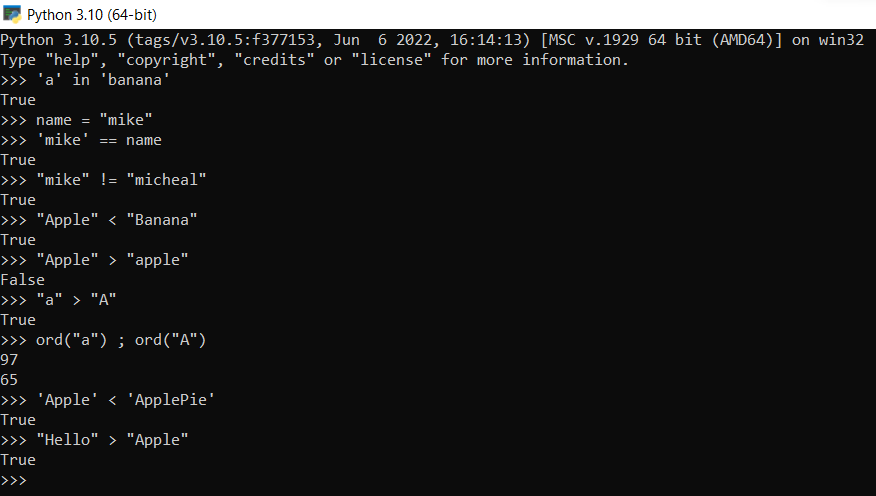 Python 3.10 (64-bit)
Python 3.10.5 (tags/v3.10.5:f377153, Jun  6 2022, 16:14:13) [MSC v.1929 64 bit (AMD64)] on win32
Type "help", "copyright", "credits" or "license" for more information.
>>> 'a' in 'banana'
True
>>> name = "mike"
>>> 'mike' == name
True
>>> "mike" != "micheal"
True
>>> "Apple" < "Banana"
True
>>> "Apple" > "apple"
False
>>> "a" > "A"
True
>>> ord("a") ; ord("A")
97
65
>>> 'Apple' < 'ApplePie'
True
>>> "Hello" > "Apple"
True
>>>